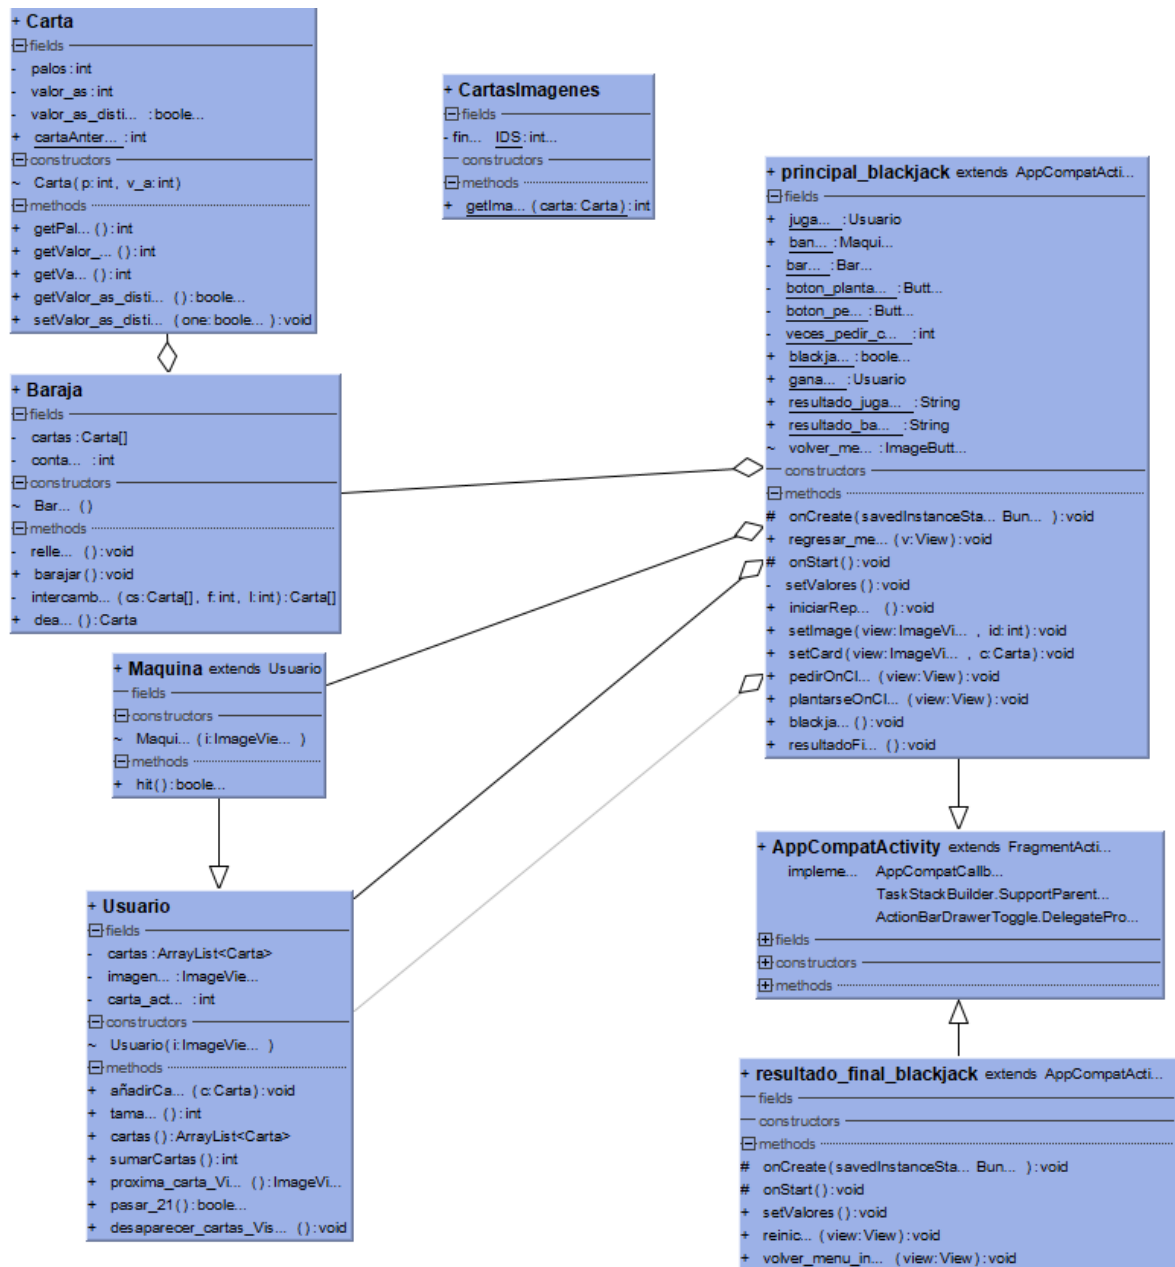 + Carta
fields
- palos : int
- valor_as : int
- valor_as_disti... : boole...
+ cartaAnter... : int
constructors
~ Carta ( p: int, v_a: int)
methods
+ getPal... () : int
+ getValor_... () : int
+ getVa... () : int
+ getValor_as_disti... () : boole...
+ setValor_as_disti... ( one: boole... ) : void
+ CartasImagenes
fields
- fin... IDS : int...
constructors
methods
+ getIma... ( carta: Carta) : int
+ Baraja
fields
- cartas : Carta[]
- conta... : int
constructors
~ Bar... ()
methods
- relle... () : void
+ barajar () : void
- intercamb... ( cs: Carta[], f: int, l: int) : Carta[]
+ dea... () : Carta
+ principal_blackjack extends AppCompatActi...
fields
+ juga... : Usuario
+ ban... : Maqui...
- bar... : Bar...
- boton_planta... : Butt...
- boton_pe... : Butt...
- veces_pedir_c... : int
+ blackja... : boole...
+ gana... : Usuario
+ resultado_juga... : String
+ resultado_ba... : String
~ volver_me... : ImageButt...
constructors
methods
# onCreate ( savedInstanceSta... Bun... ) : void
+ regresar_me... ( v: View) : void
# onStart () : void
- setValores () : void
+ iniciarRep... () : void
+ setImage ( view: ImageVi... , id: int) : void
+ setCard ( view: ImageVi... , c: Carta) : void
+ pedirOnCl... ( view: View) : void
+ plantarseOnCl... ( view: View) : void
+ blackja... () : void
+ resultadoFi... () : void
+ Maquina extends Usuario
fields
constructors
~ Maqui... ( i: ImageVie... )
methods
+ hit () : boole...
+ Usuario
fields
- cartas : ArrayList<Carta>
- imagen... : ImageVie...
- carta_act... : int
constructors
~ Usuario ( i: ImageVie... )
methods
+ añadirCa... ( c: Carta) : void
+ tama... () : int
+ cartas () : ArrayList<Carta>
+ sumarCartas () : int
+ proxima_carta_Vi... () : ImageVi...
+ pasar_21 () : boole...
+ desaparecer_cartas_Vis... () : void
+ AppCompatActivity extends FragmentActi...
impleme... AppCompatCallb...
TaskStackBuilder.SupportParent...
ActionBarDrawerToggle.DelegatePro...
fields
constructors
methods
+ resultado_final_blackjack extends AppCompatActi...
fields
constructors
methods
# onCreate ( savedInstanceSta... Bun... ) : void
# onStart () : void
+ setValores () : void
+ reinic... ( view: View) : void
+ volver_menu_in... ( view: View) : void